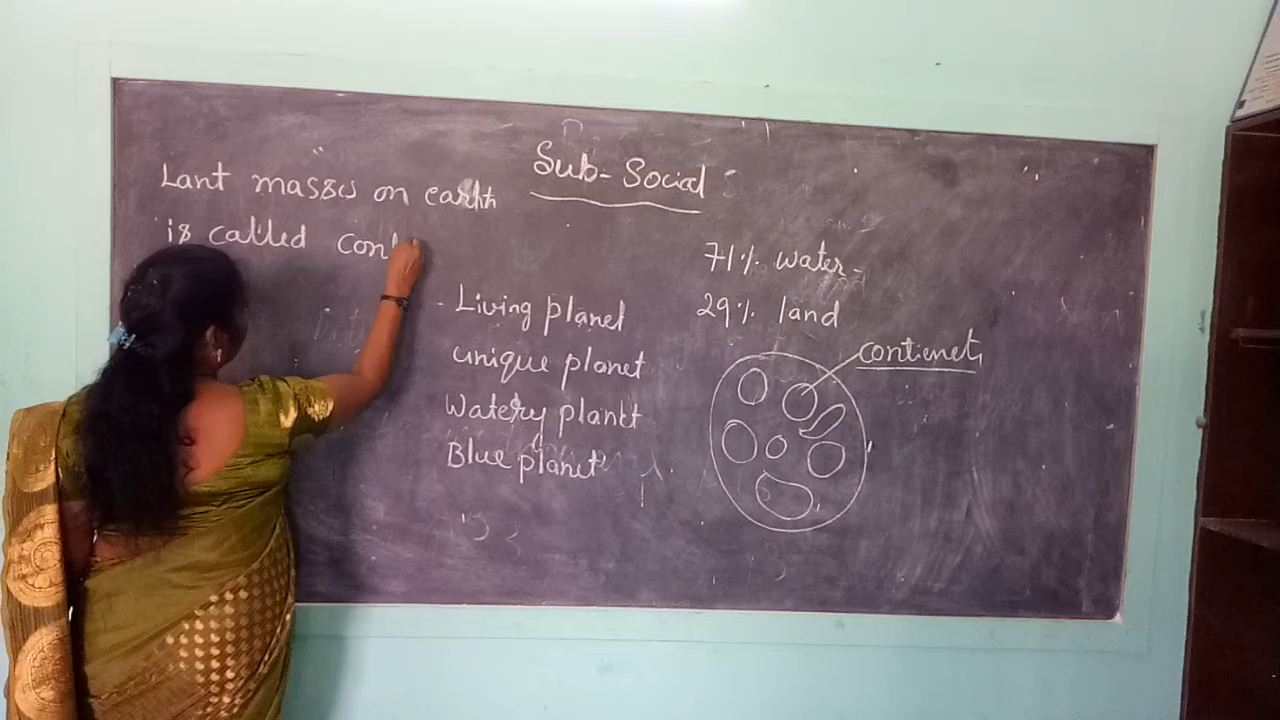 Sub- Social
Lant masses on earth
is called cont
71% water-
29% land
- Living planet
unique planet
Watery planet
Blue planet
contienet